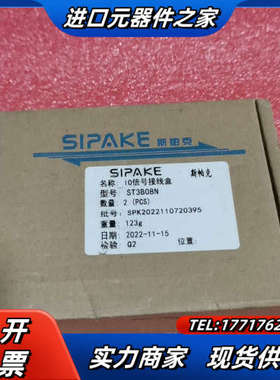 进口元器件之家
SIPAKE
斯帕克
SIPAKE 斯帕克
名称: IO信号接线盒
型号: ST3B08N
数量: 2 (PCS)
批号: SPK2022110720395
重量: 123g
日期: 2022-11-15
检验: Q2 位置:
可开票
TEL:1771762
实力商家 现货供